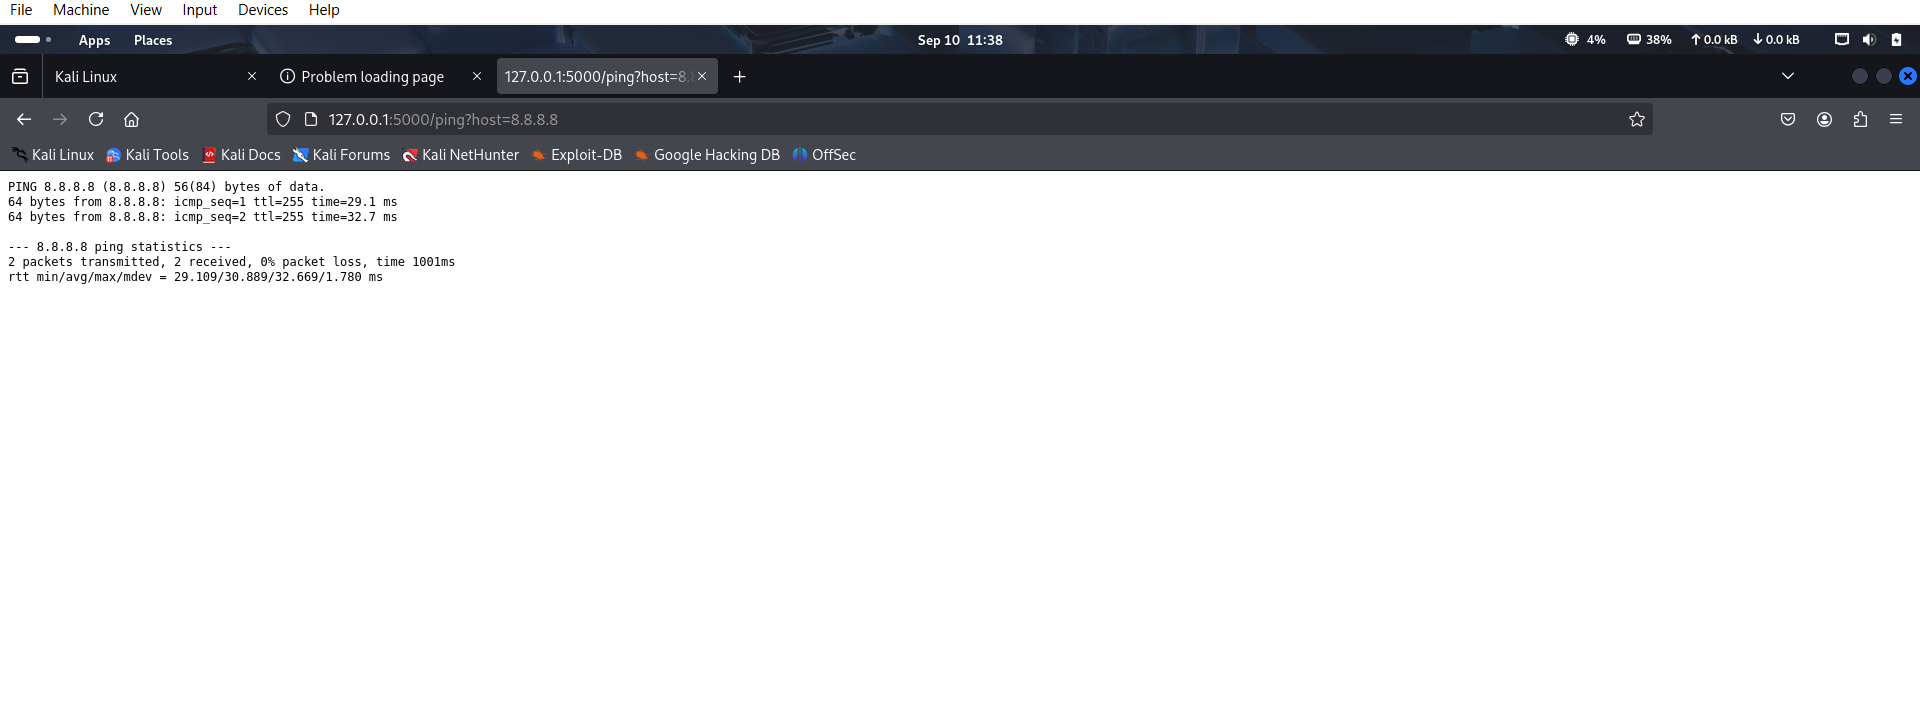 File Machine View Input Devices Help
Apps Places Sep 10 11:38 4% 38% 0.0 kB 0.0 kB
Kali Linux Problem loading page 127.0.0.1:5000/ping?host=8.
127.0.0.1:5000/ping?host=8.8.8.8
Kali Linux Kali Tools Kali Docs Kali Forums Kali NetHunter Exploit-DB Google Hacking DB OffSec
PING 8.8.8.8 (8.8.8.8) 56(84) bytes of data.
64 bytes from 8.8.8.8: icmp_seq=1 ttl=255 time=29.1 ms
64 bytes from 8.8.8.8: icmp_seq=2 ttl=255 time=32.7 ms
--- 8.8.8.8 ping statistics ---
2 packets transmitted, 2 received, 0% packet loss, time 1001ms
rtt min/avg/max/mdev = 29.109/30.889/32.669/1.780 ms